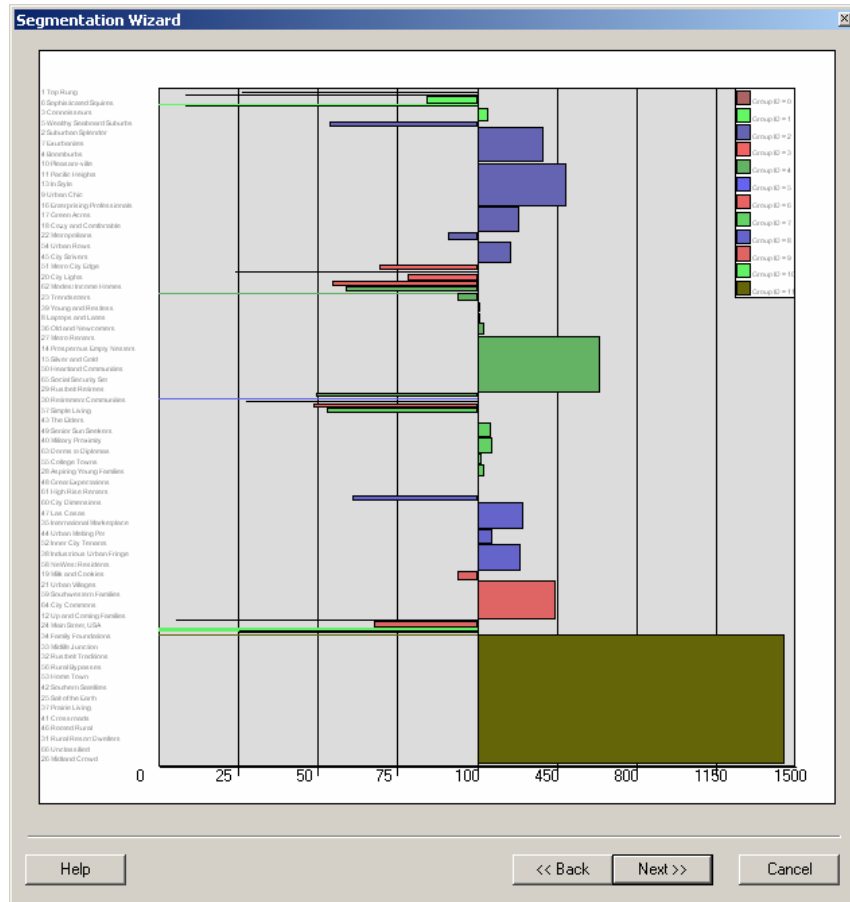 Segmentation Wizard
1 Top Rung
6 Sophisticated Squires
3 Connoisseurs
5 Wealthy Seaboard Suburbs
2 Suburban Splendor
7 Exurbanites
4 Boomburbs
10 Pleasant-ville
11 Pacific Heights
13 In Style
9 Urban Chic
16 Enterprising Professionals
17 Green Acres
18 Cozy and Comfortable
22 Metropolitans
54 Urban Rows
45 City Strivers
51 Metro City Edge
20 City Lights
62 Modest Income Homes
23 Trendsetters
39 Young and Restless
8 Laptops and Lattes
36 Old and Newcomers
27 Metro Renters
14 Prosperous Empty Nesters
15 Silver and Gold
50 Heartland Communities
65 Social Security Set
29 Rustbelt Retirees
30 Retirement Communities
57 Simple Living
43 The Elders
49 Senior Sun Seekers
40 Military Proximity
63 Dorms to Diplomas
55 College Towns
28 Aspiring Young Families
48 Great Expectations
61 High Rise Renters
60 City Dimensions
47 Las Casas
35 International Marketplace
44 Urban Melting Pot
52 Inner City Tenants
38 Industrious Urban Fringe
58 NeWest Residents
19 Milk and Cookies
21 Urban Villages
59 Southwestern Families
64 City Commons
12 Up and Coming Families
24 Main Street, USA
34 Family Foundations
33 Midlife Junction
32 Rustbelt Traditions
56 Rural Bypasses
53 Home Town
42 Southern Satellites
25 Salt of the Earth
37 Prairie Living
41 Crossroads
46 Rooted Rural
31 Rural Resort Dwellers
66 Unclassified
26 Midland Crowd
Group ID = 0
Group ID = 1
Group ID = 2
Group ID = 3
Group ID = 4
Group ID = 5
Group ID = 6
Group ID = 7
Group ID = 8
Group ID = 9
Group ID = 10
Group ID = 11
0 25 50 75 100 450 800 1150 1500
Help << Back Next >> Cancel